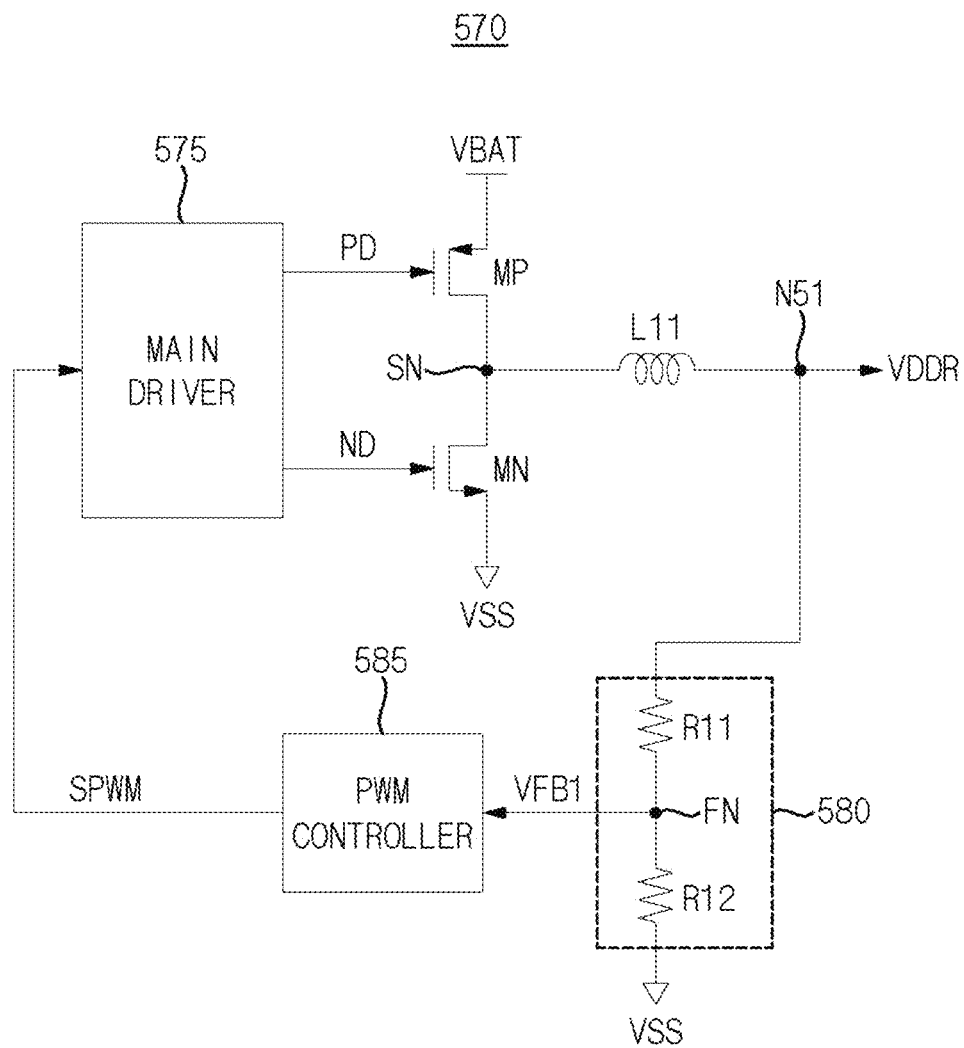 570
575
VBAT
PD
MP
N51
L11
MAIN
DRIVER
SN
VDDR
ND
MN
VSS
585
R11
SPWM
PWM
CONTROLLER
VFB1
FN
580
R12
VSS